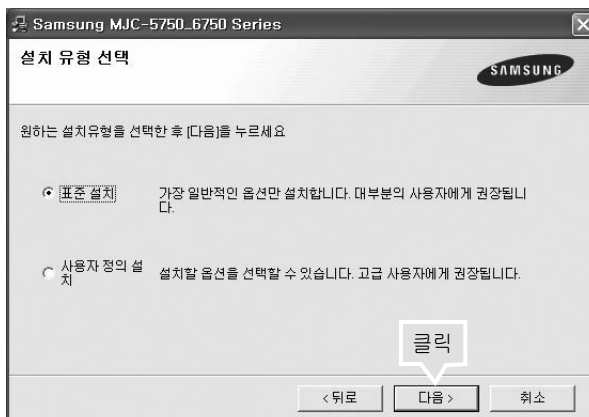 Samsung MJC-5750_6750 Series
설치 유형 선택
SAMSUNG
원하는 설치유형을 선택한 후 [다음]을 누르세요
표준 설치
가장 일반적인 옵션만 설치합니다. 대부분의 사용자에게 권장됩니
다.
사용자 정의 설
치
설치할 옵션을 선택할 수 있습니다. 고급 사용자에게 권장됩니다.
클릭
<뒤로
다음>
취소